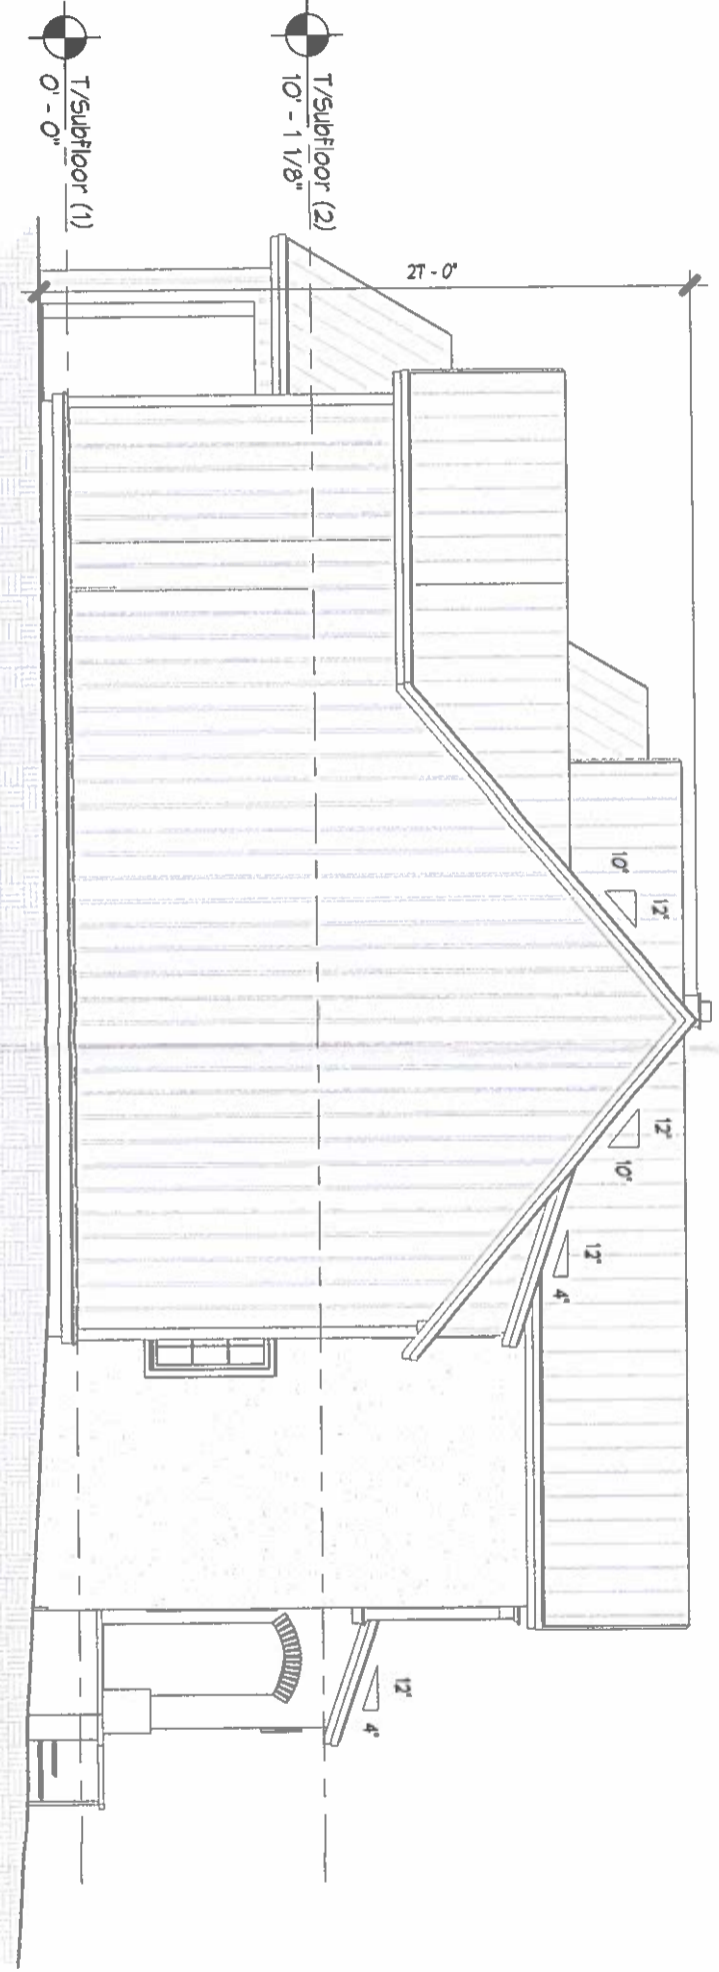 12"
10"
12"
10"
12"
4"
27' - 0"
12"
4"
T/Subfloor (2)
10' - 1 1/8"
T/Subfloor (1)
0' - 0"